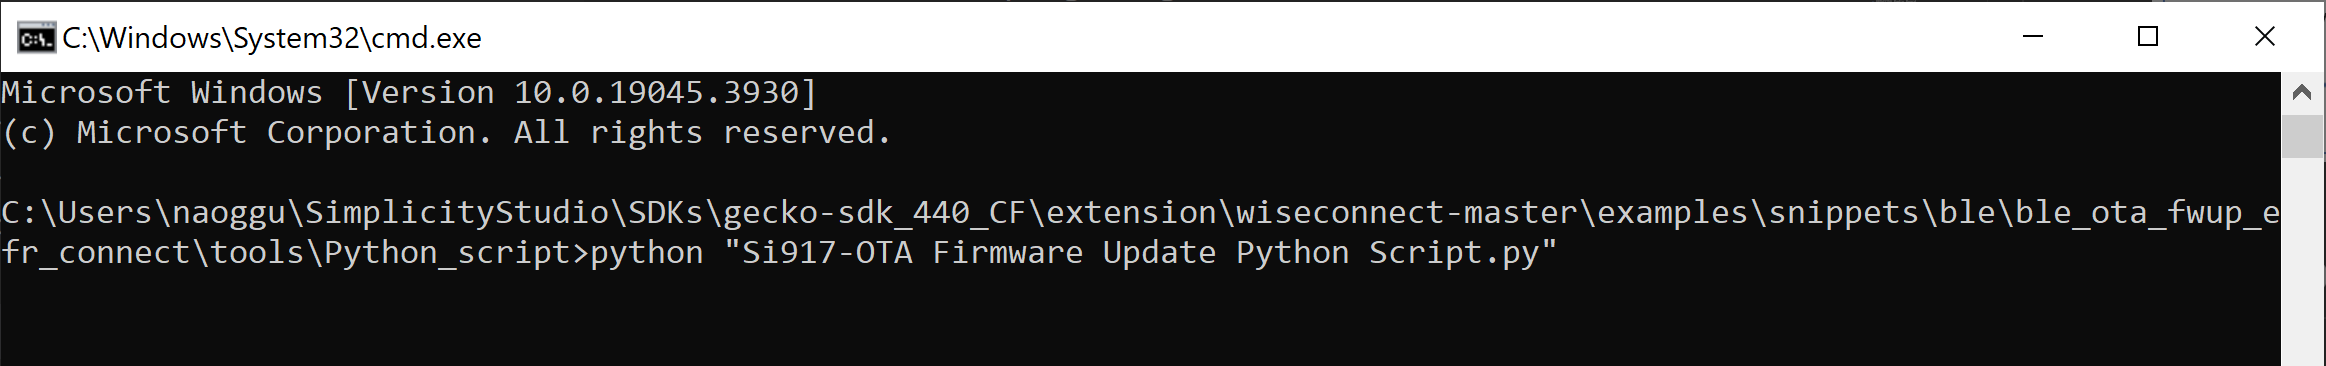 C:\Windows\System32\cmd.exe
Microsoft Windows [Version 10.0.19045.3930]
(c) Microsoft Corporation. All rights reserved.
C:\Users\naoggu\SimplicityStudio\SDKs\gecko-sdk_440_CF\extension\wiseconnect-master\examples\snippets\ble\ble_ota_fwup_e
fr_connect\tools\Python_script>python "Si917-OTA Firmware Update Python Script.py"